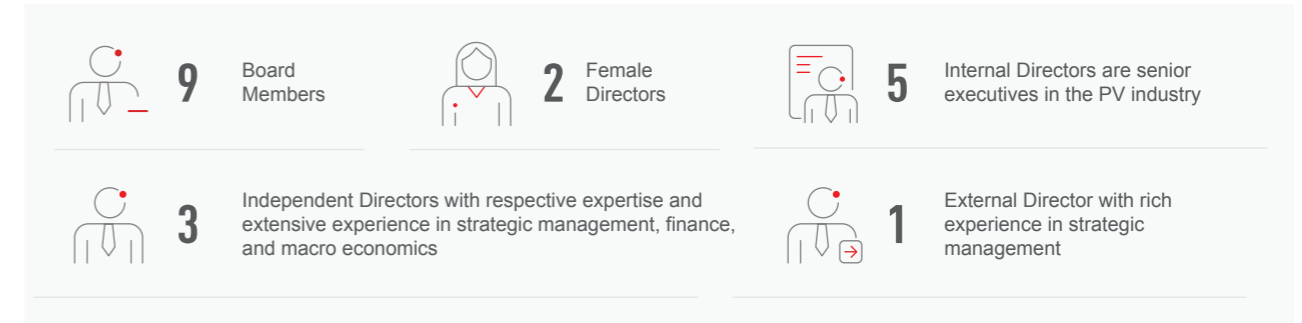 9
Board
Members
2
Female
Directors
5
Internal Directors are senior
executives in the PV industry
3
Independent Directors with respective expertise and
extensive experience in strategic management, finance,
and macro economics
1
External Director with rich
experience in strategic
management